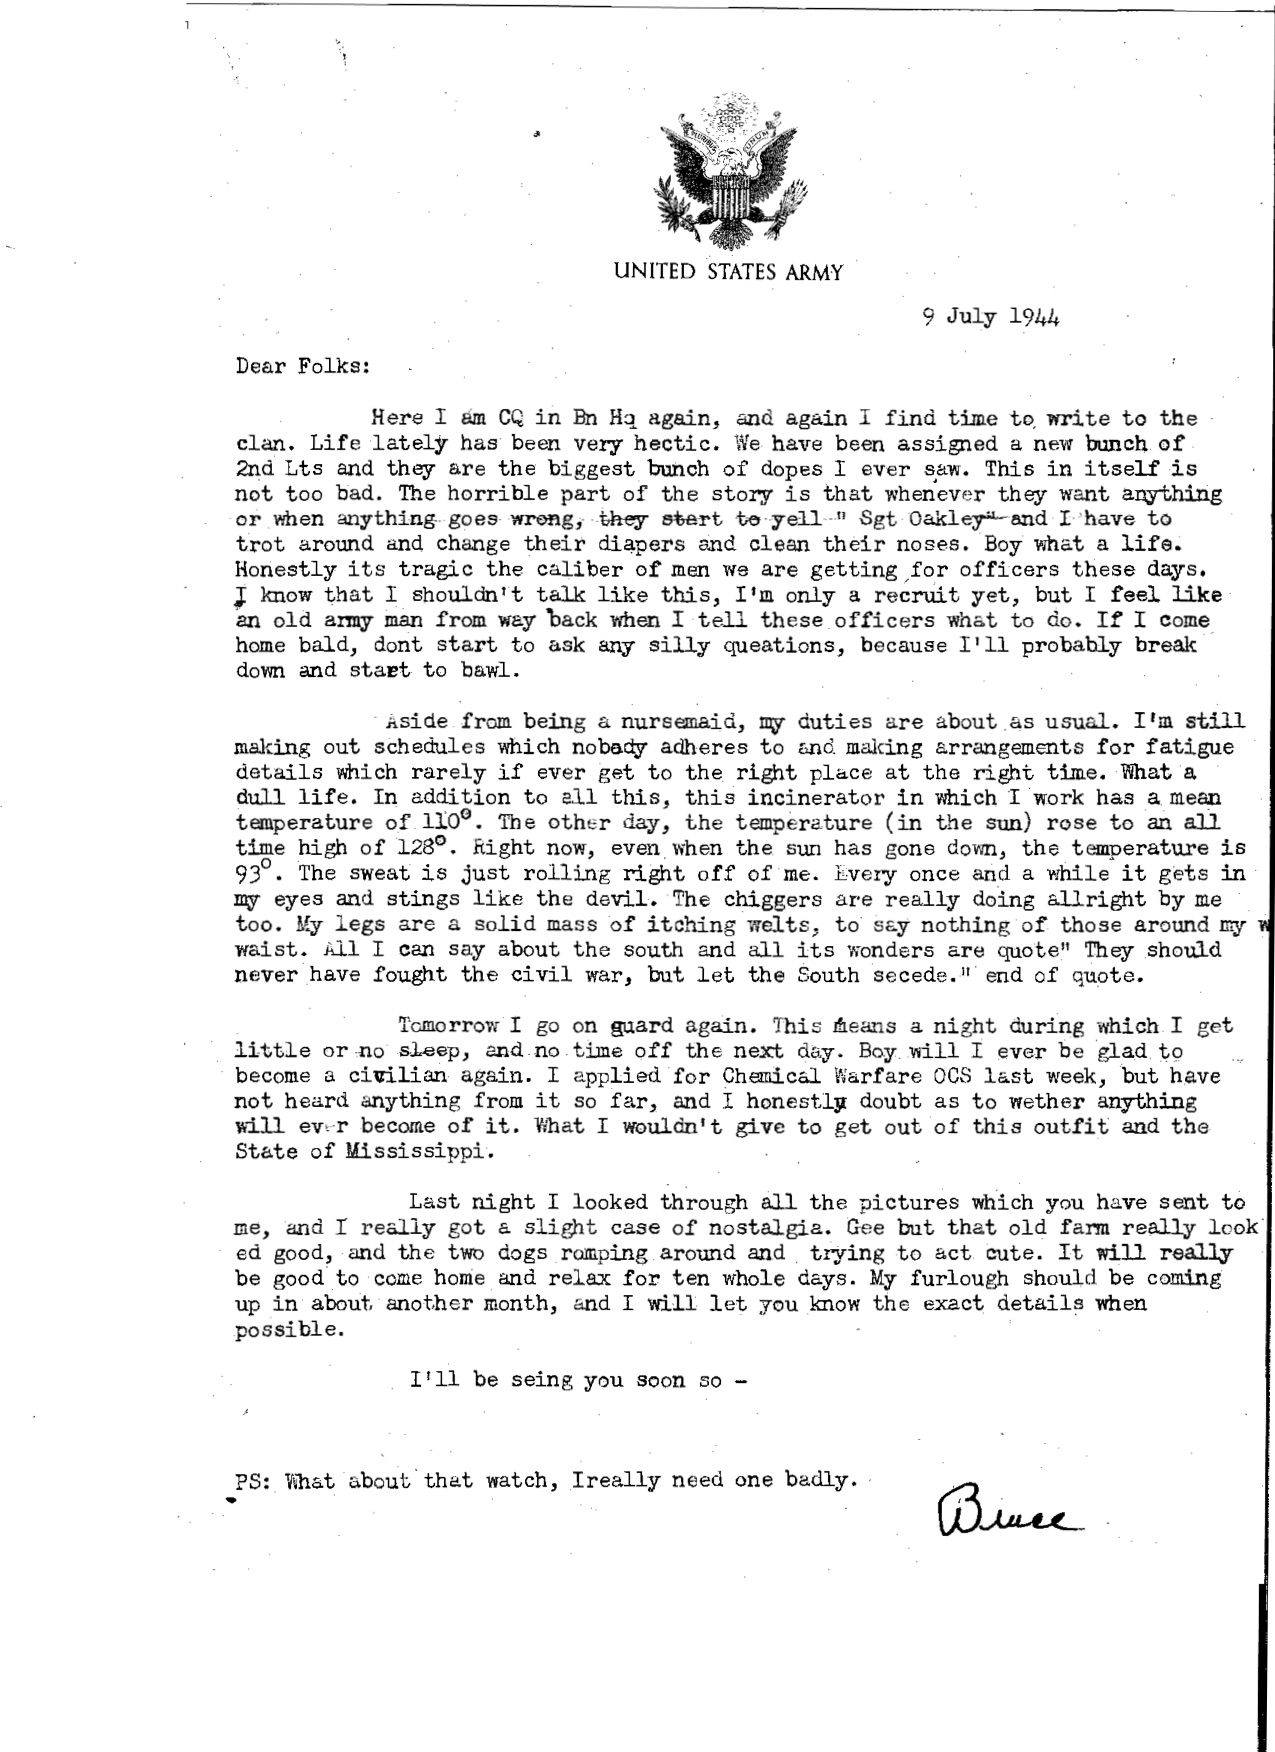 UNITED STATES ARMY
9 July 1944
Dear Folks:
Here I am CQ in Bn Hq again, and again I find time to write to the
clan. Life lately has been very hectic. We have been assigned a new bunch of
2nd Lts and they are the biggest bunch of dopes I ever saw. This in itself is
not too bad. The horrible part of the story is that whenever they want anything
or when anything goes wrong, they start to yell " Sgt Oakley" and I have to
trot around and change their diapers and clean their noses. Boy what a life.
Honestly its tragic the caliber of men we are getting for officers these days.
I know that I shouldn't talk like this, I'm only a recruit yet, but I feel like
an old army man from way back when I tell these officers what to do. If I come
home bald, dont start to ask any silly queations, because I'll probably break
down and start to bawl.
Aside from being a nursemaid, my duties are about as usual. I'm still
making out schedules which nobody adheres to and making arrangements for fatigue
details which rarely if ever get to the right place at the right time. What a
dull life. In addition to all this, this incinerator in which I work has a mean
temperature of 110°. The other day, the temperature (in the sun) rose to an all
time high of 128°. Right now, even when the sun has gone down, the temperature is
93°. The sweat is just rolling right off of me. Every once and a while it gets in
my eyes and stings like the devil. The chiggers are really doing allright by me
too. My legs are a solid mass of itching welts, to say nothing of those around my w
waist. All I can say about the south and all its wonders are quote" They should
never have fought the civil war, but let the South secede." end of quote.
Tomorrow I go on guard again. This means a night during which I get
little or no sleep, and no time off the next day. Boy will I ever be glad to
become a civilian again. I applied for Chemical Warfare OCS last week, but have
not heard anything from it so far, and I honestly doubt as to wether anything
will ever become of it. What I wouldn't give to get out of this outfit and the
State of Mississippi.
Last night I looked through all the pictures which you have sent to
me, and I really got a slight case of nostalgia. Gee but that old farm really look
ed good, and the two dogs romping around and trying to act cute. It will really
be good to come home and relax for ten whole days. My furlough should be coming
up in about another month, and I will let you know the exact details when
possible.
I'll be seing you soon so -
PS: What about that watch, Ireally need one badly.
Bruce